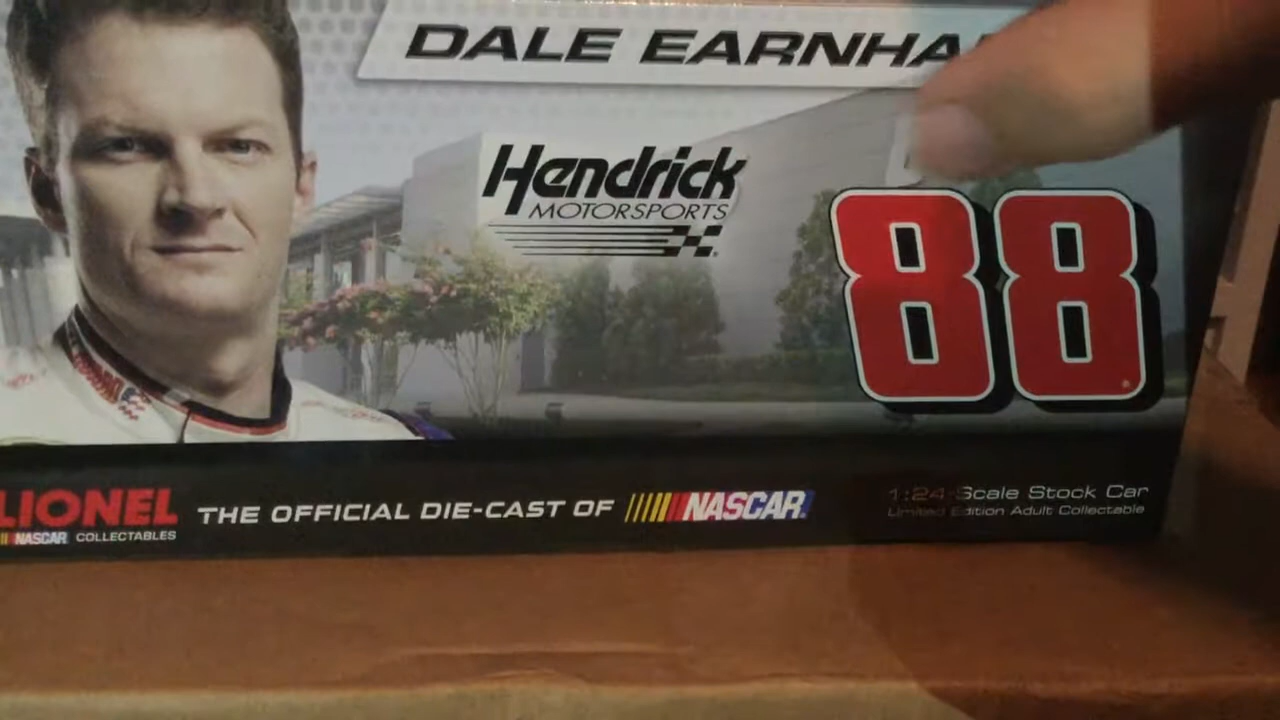 DALE EARNHA
Hendrick
MOTORSPORTS
88
LIONEL
NASCAR COLLECTABLES
THE OFFICIAL DIE-CAST OF NASCAR
1:24 Scale Stock Car
Limited Edition Adult Collectable